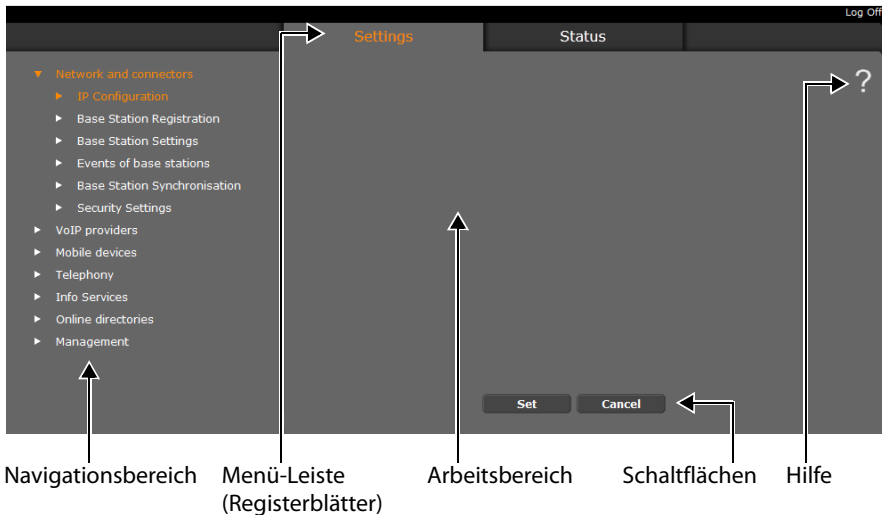 Log Off
Settings
Status
Network and connectors
IP Configuration
Base Station Registration
Base Station Settings
Events of base stations
Base Station Synchronisation
Security Settings
VoIP providers
Mobile devices
Telephony
Info Services
Online directories
Management
?
Set
Cancel
Navigationsbereich
Menü-Leiste
(Registerblätter)
Arbeitsbereich
Schaltflächen
Hilfe